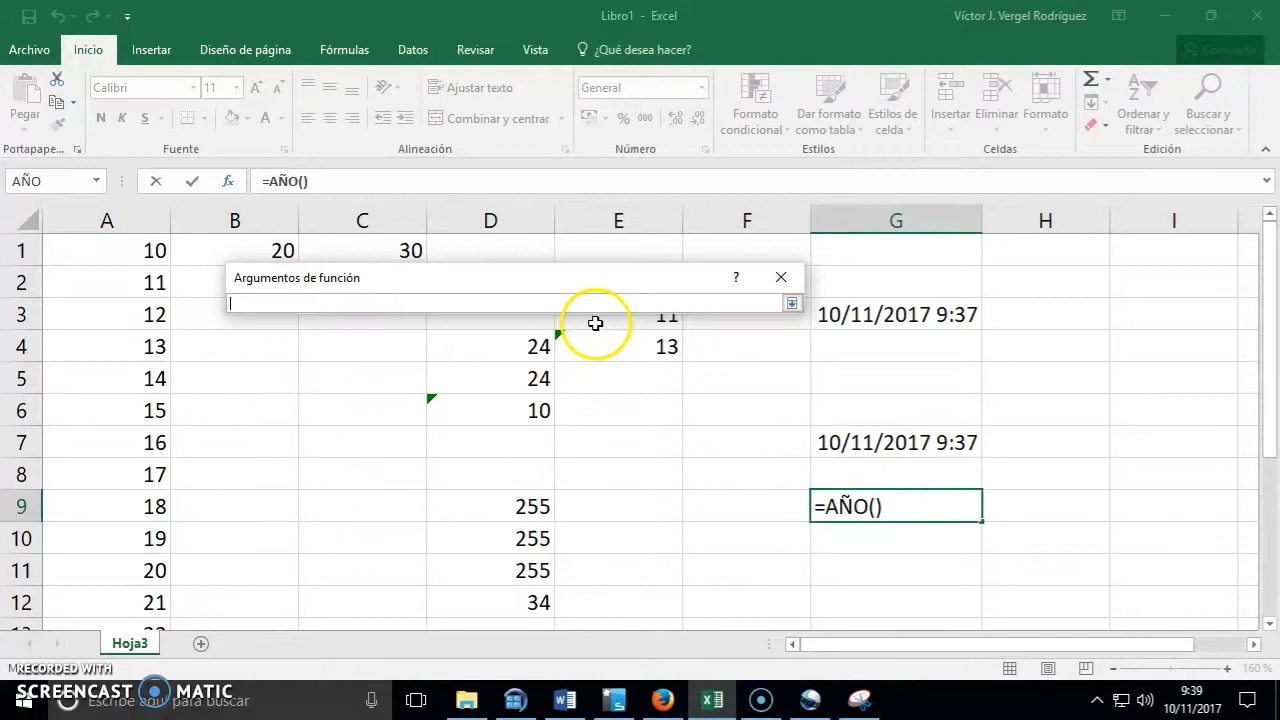 Libro1 - Excel
Víctor J. Vergel Rodríguez
Archivo Inicio Insertar Diseño de página Fórmulas Datos Revisar Vista ¿Qué desea hacer? Compartir
Pegar
Calibri 11
N K S
A A
A
Ajustar texto
Combinar y centrar
General
% 000
Formato condicional
Dar formato como tabla
Estilos de celda
Insertar Eliminar Formato
Ordenar y filtrar
Buscar y seleccionar
Portapape... Fuente Alineación Número Estilos Celdas Edición
AÑO fx =AÑO()
A B C D E F G H I
1 10 20 30
Argumentos de función ?
2 11
3 12 11 10/11/2017 9:37
4 13 24 13
5 14 24
6 15 10
7 16 10/11/2017 9:37
8 17
9 18 255 =AÑO()
10 19 255
11 20 255
12 21 34
Hoja3
RECORDED WITH
160 %
SCREENCAST MATIC
Escribe aquí para buscar
9:39
10/11/2017